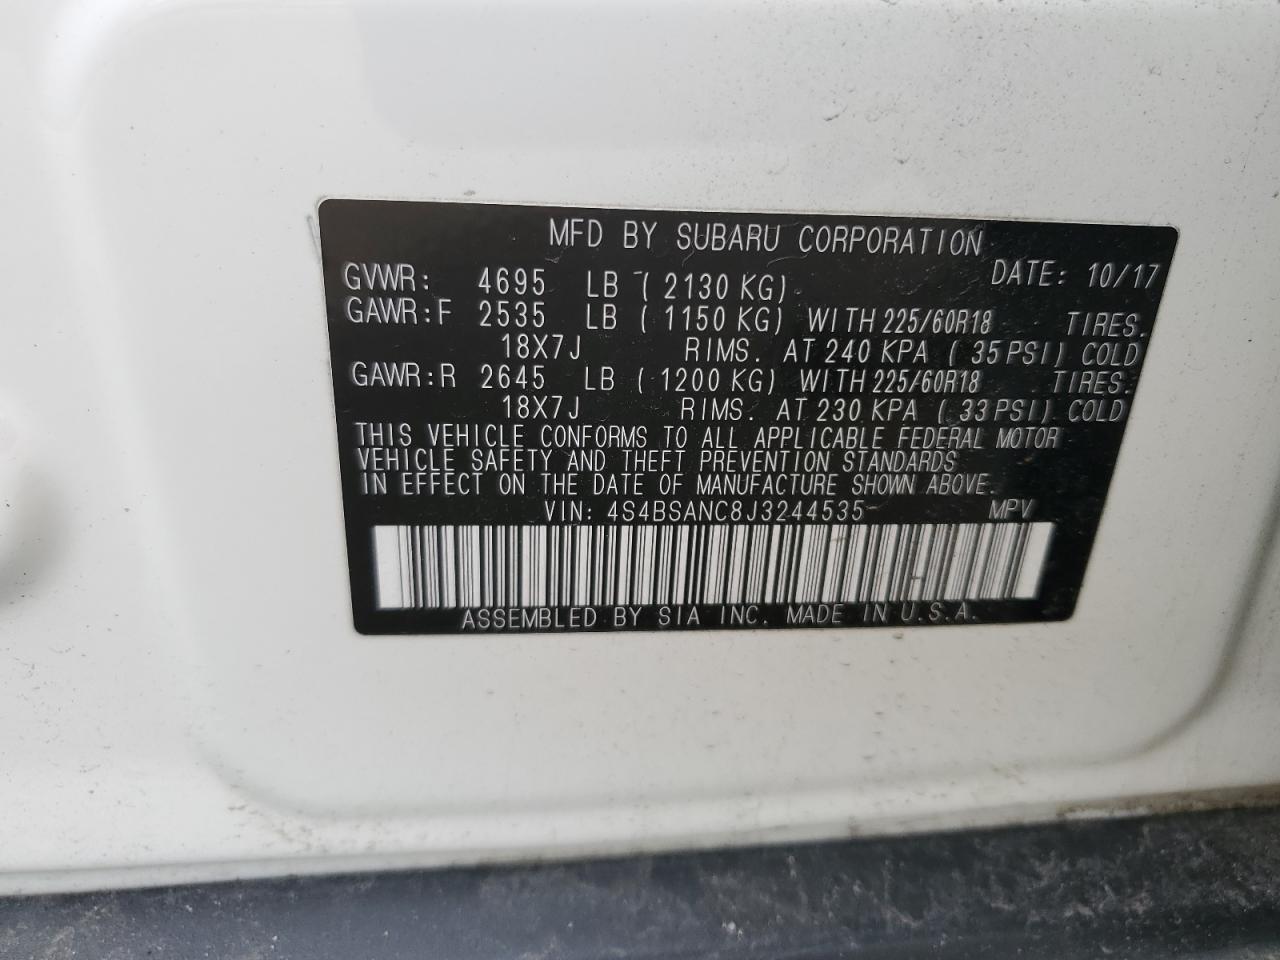 MFD BY SUBARU CORPORATION
GVWR: 4695 LB ( 2130 KG) DATE: 10/17
GAWR:F 2535 LB ( 1150 KG) WITH 225/60R18 TIRES.
18X7J RIMS. AT 240 KPA ( 35 PSI) COLD
GAWR:R 2645 LB ( 1200 KG) WITH 225/60R18 TIRES.
18X7J RIMS. AT 230 KPA ( 33 PSI) COLD
THIS VEHICLE CONFORMS TO ALL APPLICABLE FEDERAL MOTOR
VEHICLE SAFETY AND THEFT PREVENTION STANDARDS
IN EFFECT ON THE DATE OF MANUFACTURE SHOWN ABOVE.
VIN: 4S4BSANC8J3244535 MPV
ASSEMBLED BY SIA INC. MADE IN U.S.A.